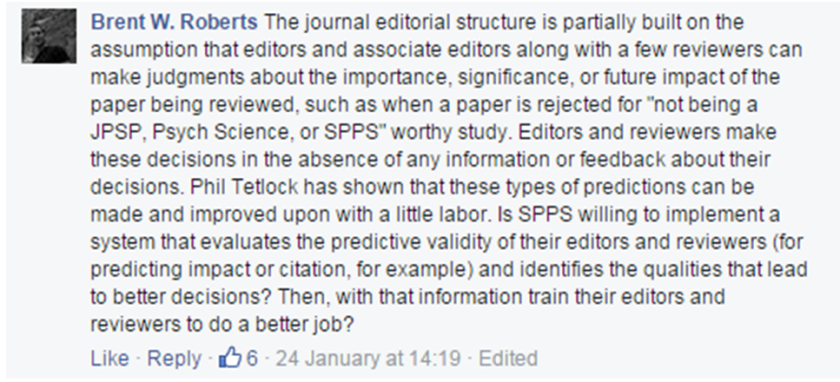 Brent W. Roberts The journal editorial structure is partially built on the
assumption that editors and associate editors along with a few reviewers can
make judgments about the importance, significance, or future impact of the
paper being reviewed, such as when a paper is rejected for "not being a
JPSP, Psych Science, or SPPS" worthy study. Editors and reviewers make
these decisions in the absence of any information or feedback about their
decisions. Phil Tetlock has shown that these types of predictions can be
made and improved upon with a little labor. Is SPPS willing to implement a
system that evaluates the predictive validity of their editors and reviewers (for
predicting impact or citation, for example) and identifies the qualities that lead
to better decisions? Then, with that information train their editors and
reviewers to do a better job?
Like · Reply · 6 · 24 January at 14:19 · Edited